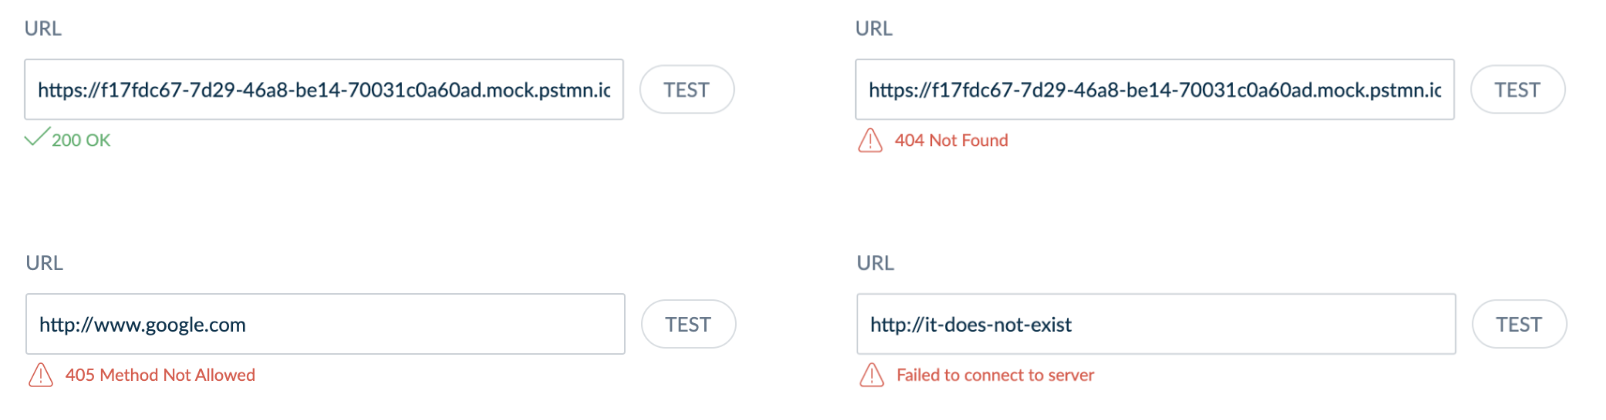 URL
https://f17fdc67-7d29-46a8-be14-70031c0a60ad.mock.pstmn.ic
TEST
200 OK
URL
https://f17fdc67-7d29-46a8-be14-70031c0a60ad.mock.pstmn.ic
TEST
404 Not Found
URL
http://www.google.com
TEST
405 Method Not Allowed
URL
http://it-does-not-exist
TEST
Failed to connect to server